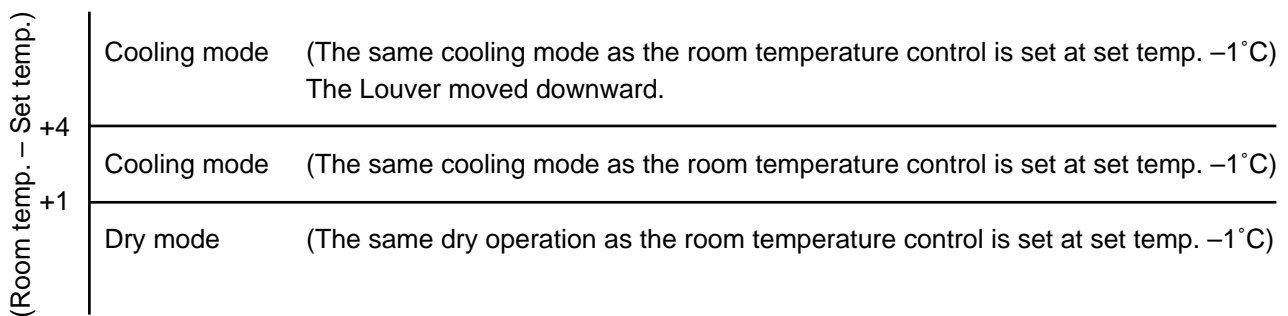 (Room temp. – Set temp.)
Cooling mode (The same cooling mode as the room temperature control is set at set temp. –1˚C)
The Louver moved downward.
+4
Cooling mode (The same cooling mode as the room temperature control is set at set temp. –1˚C)
+1
Dry mode (The same dry operation as the room temperature control is set at set temp. –1˚C)